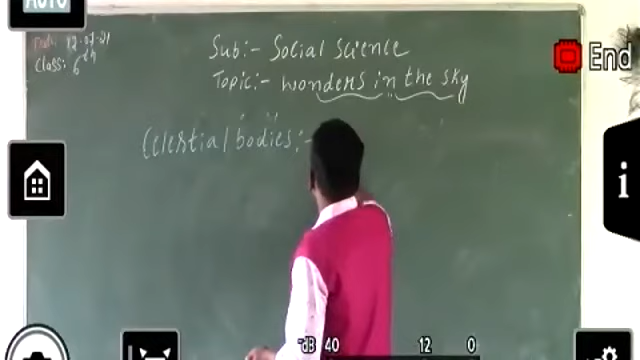 AUTO
Date: 12-07-21
Class: 6th
Sub:- Social Science
Topic:- wonders in the sky
Celestial bodies:-
End
i
-dB 40 12 0